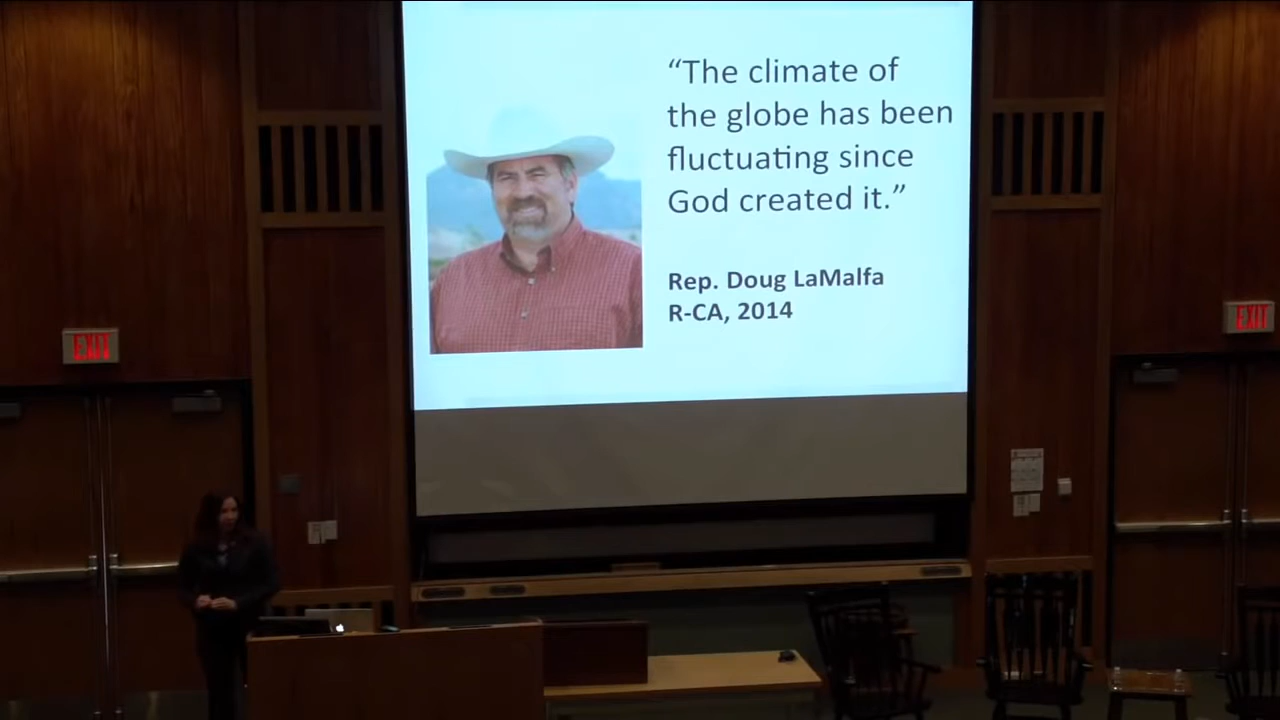 “The climate of
the globe has been
fluctuating since
God created it.”
Rep. Doug LaMalfa
R-CA, 2014
EXIT
EXIT